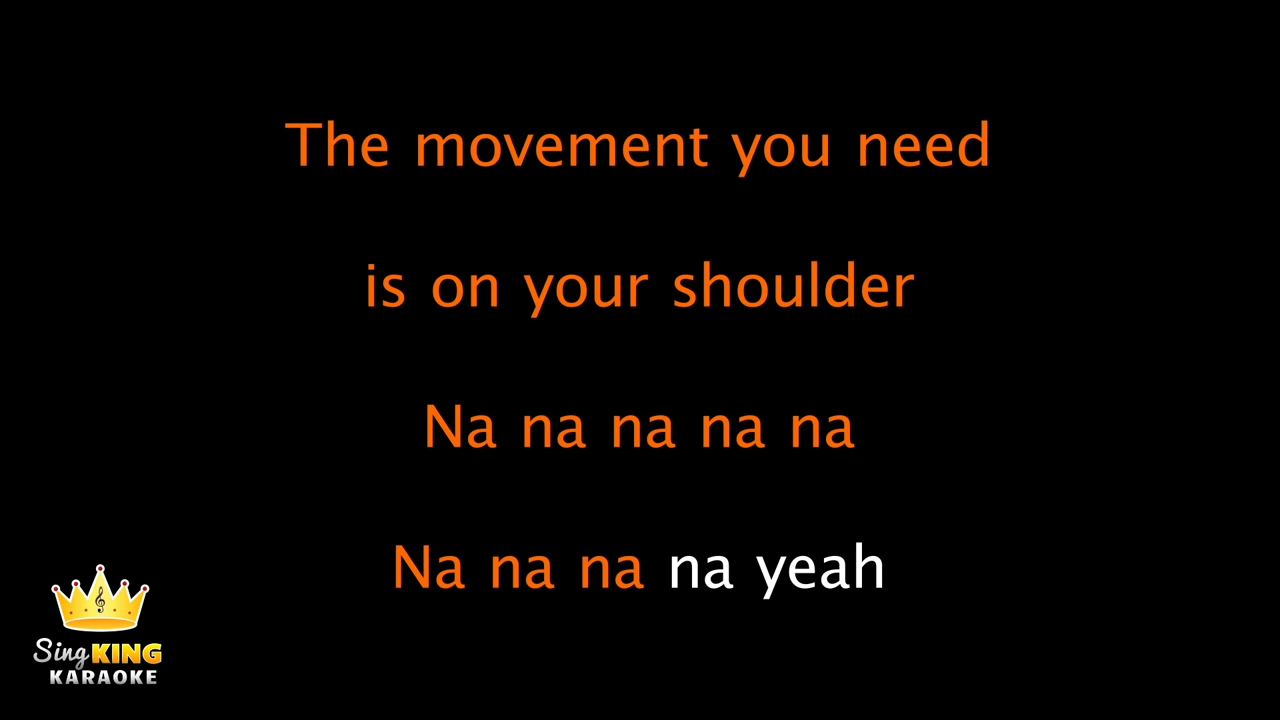 The movement you need
is on your shoulder
Na na na na na
Na na na na yeah
Sing KING
KARAOKE